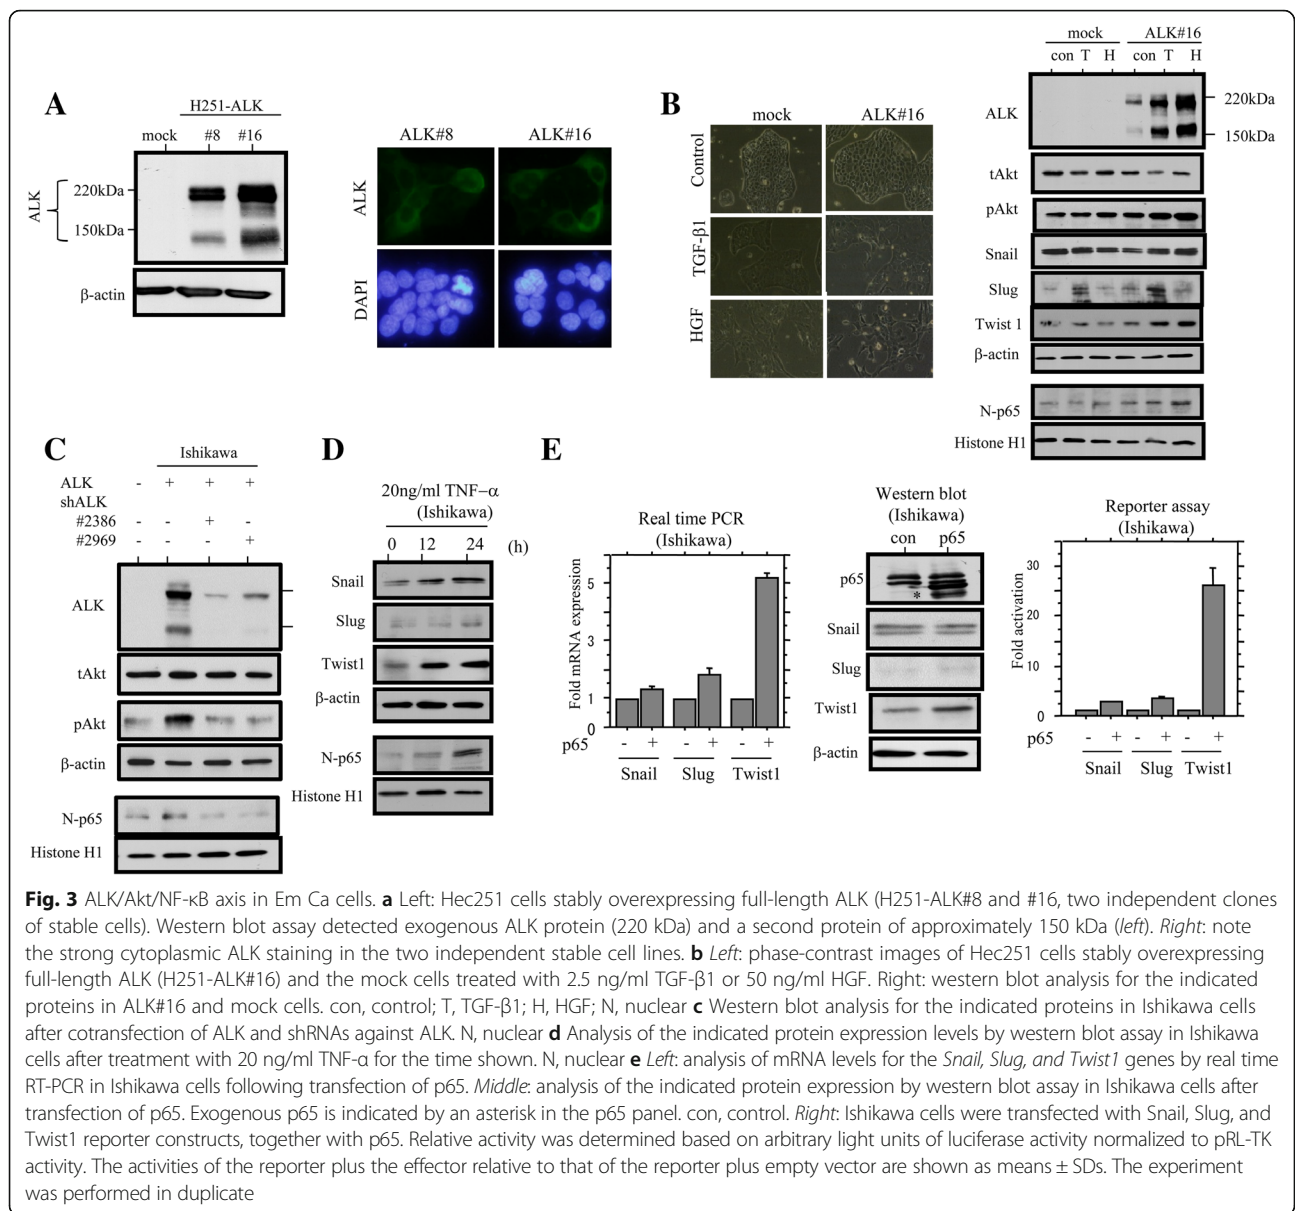 A
H251-ALK
mock #8 #16
ALK
220kDa
150kDa
β-actin
ALK#8 ALK#16
ALK
DAPI
B
mock ALK#16
Control
TGF-β1
HGF
mock ALK#16
con T H con T H
ALK
220kDa
150kDa
tAkt
pAkt
Snail
Slug
Twist 1
β-actin
N-p65
Histone H1
C
Ishikawa
ALK - + + +
shALK
#2386 - - + -
#2969 - - - +
ALK
tAkt
pAkt
β-actin
N-p65
Histone H1
D
20ng/ml TNF–α
(Ishikawa)
0 12 24 (h)
Snail
Slug
Twist1
β-actin
N-p65
Histone H1
E
Real time PCR
(Ishikawa)
Fold mRNA expression
5
3
1
0
p65 - + - + - +
Snail Slug Twist1
Western blot
(Ishikawa)
con p65
p65
*
Snail
Slug
Twist1
β-actin
Reporter assay
(Ishikawa)
Fold activation
30
20
10
0
p65 - + - + - +
Snail Slug Twist1
Fig. 3 ALK/Akt/NF-κB axis in Em Ca cells. a Left: Hec251 cells stably overexpressing full-length ALK (H251-ALK#8 and #16, two independent clones
of stable cells). Western blot assay detected exogenous ALK protein (220 kDa) and a second protein of approximately 150 kDa (left). Right: note
the strong cytoplasmic ALK staining in the two independent stable cell lines. b Left: phase-contrast images of Hec251 cells stably overexpressing
full-length ALK (H251-ALK#16) and the mock cells treated with 2.5 ng/ml TGF-β1 or 50 ng/ml HGF. Right: western blot analysis for the indicated
proteins in ALK#16 and mock cells. con, control; T, TGF-β1; H, HGF; N, nuclear c Western blot analysis for the indicated proteins in Ishikawa cells
after cotransfection of ALK and shRNAs against ALK. N, nuclear d Analysis of the indicated protein expression levels by western blot assay in Ishikawa
cells after treatment with 20 ng/ml TNF-α for the time shown. N, nuclear e Left: analysis of mRNA levels for the Snail, Slug, and Twist1 genes by real time
RT-PCR in Ishikawa cells following transfection of p65. Middle: analysis of the indicated protein expression by western blot assay in Ishikawa cells after
transfection of p65. Exogenous p65 is indicated by an asterisk in the p65 panel. con, control. Right: Ishikawa cells were transfected with Snail, Slug, and
Twist1 reporter constructs, together with p65. Relative activity was determined based on arbitrary light units of luciferase activity normalized to pRL-TK
activity. The activities of the reporter plus the effector relative to that of the reporter plus empty vector are shown as means ± SDs. The experiment
was performed in duplicate